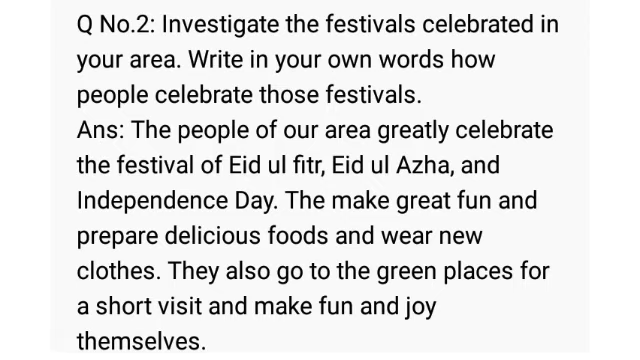 Q No.2: Investigate the festivals celebrated in
your area. Write in your own words how
people celebrate those festivals.
Ans: The people of our area greatly celebrate
the festival of Eid ul fitr, Eid ul Azha, and
Independence Day. The make great fun and
prepare delicious foods and wear new
clothes. They also go to the green places for
a short visit and make fun and joy
themselves.